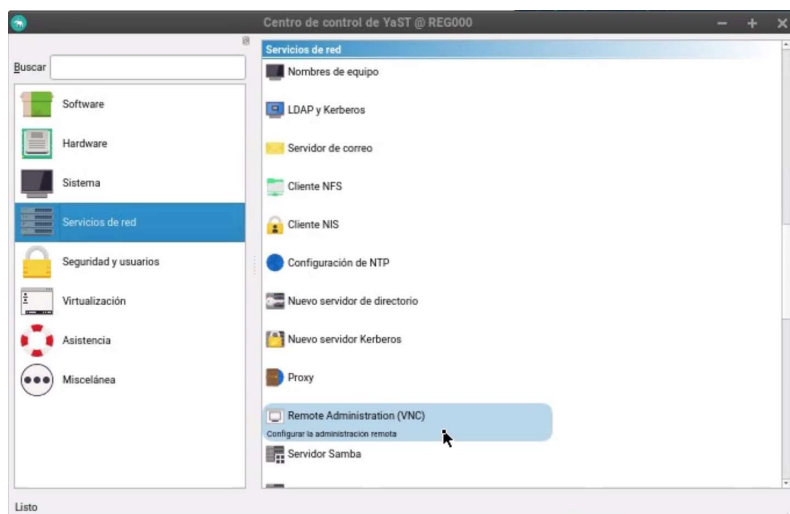 Centro de control de YaST @ REG000
Buscar
Software
Hardware
Sistema
Servicios de red
Seguridad y usuarios
Virtualización
Asistencia
Miscelánea
Servicios de red
Nombres de equipo
LDAP y Kerberos
Servidor de correo
Cliente NFS
Cliente NIS
Configuración de NTP
Nuevo servidor de directorio
Nuevo servidor Kerberos
Proxy
Remote Administration (VNC)
Configurar la administración remota
Servidor Samba
Listo